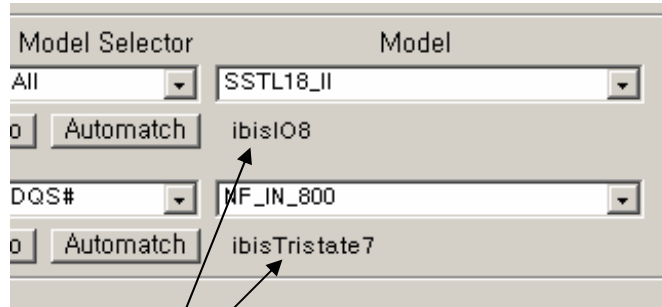 Model Selector Model
All SSTL18_II
o Automatch ibisIO8
DQS# NF_IN_800
o Automatch ibisTristate7